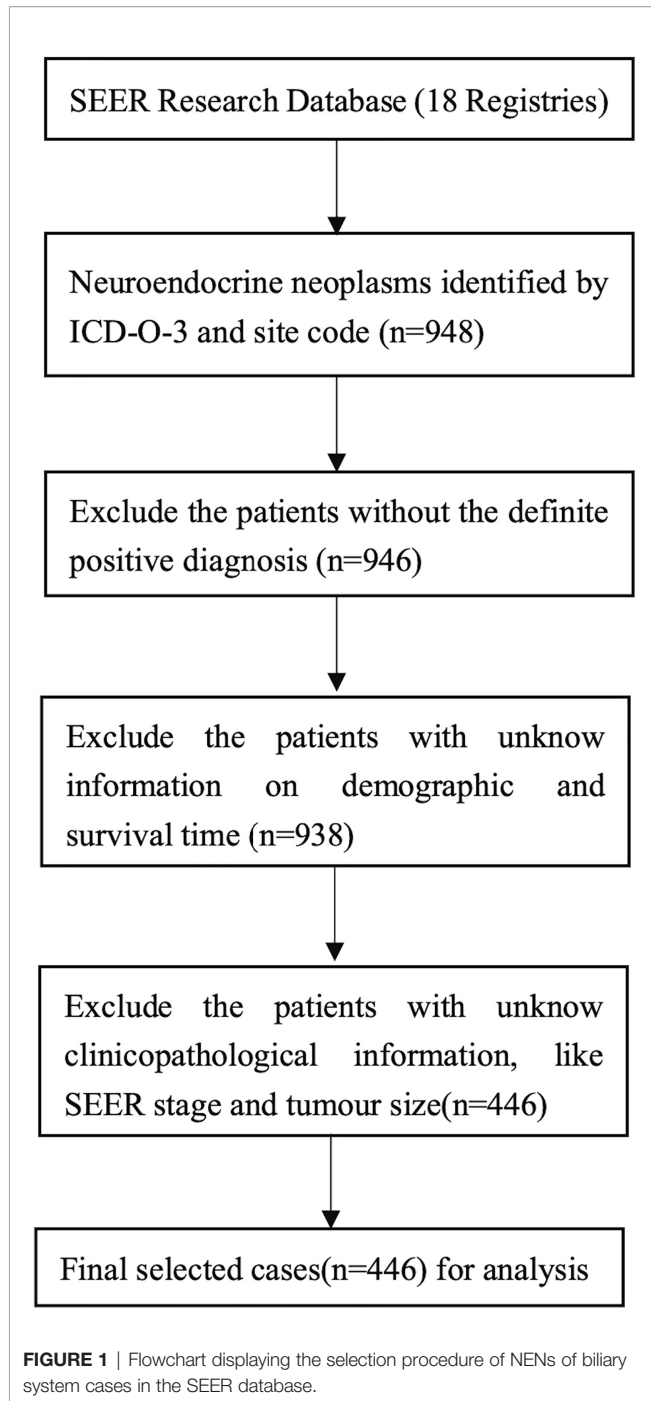 SEER Research Database (18 Registries)
Neuroendocrine neoplasms identified by
ICD-O-3 and site code (n=948)
Exclude the patients without the definite
positive diagnosis (n=946)
Exclude the patients with unknow
information on demographic and
survival time (n=938)
Exclude the patients with unknow
clinicopathological information, like
SEER stage and tumour size(n=446)
Final selected cases(n=446) for analysis
FIGURE 1 | Flowchart displaying the selection procedure of NENs of biliary
system cases in the SEER database.